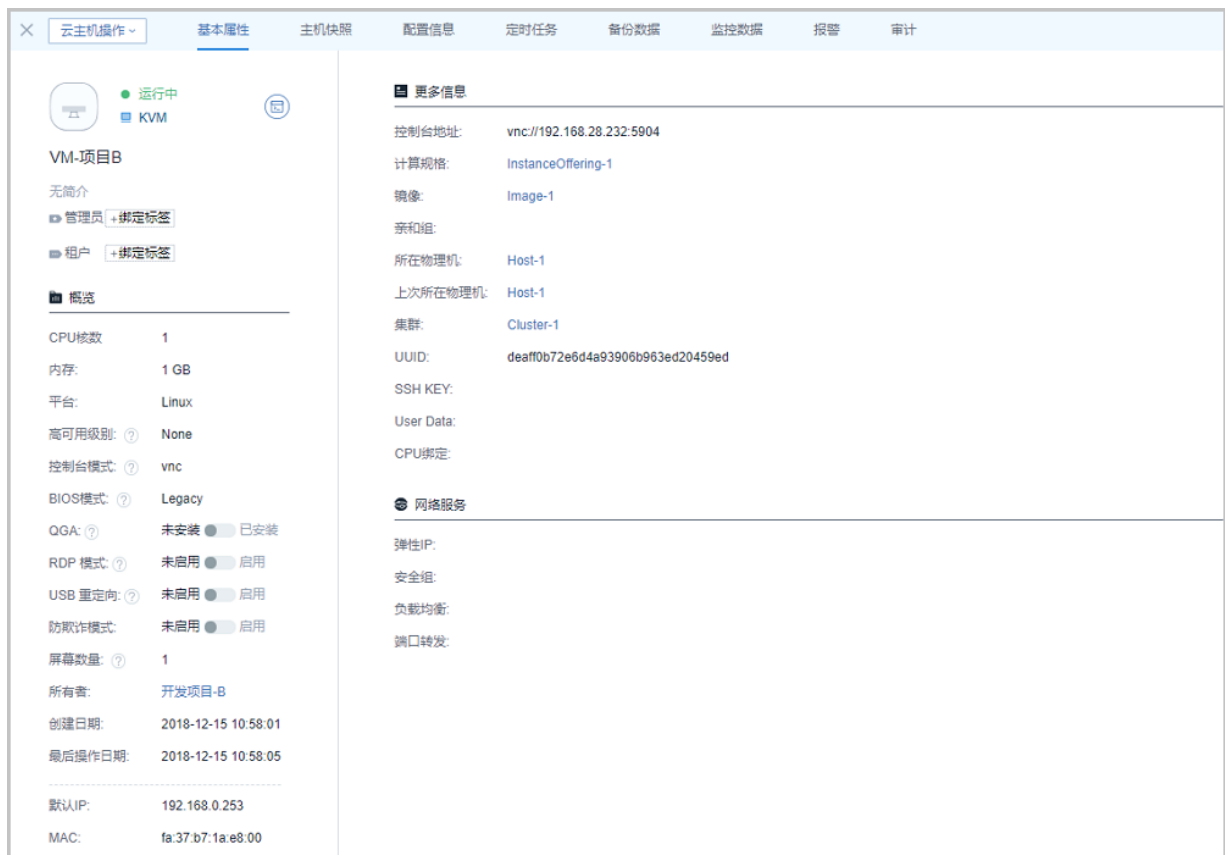 云主机操作
基本属性
主机快照
配置信息
定时任务
备份数据
监控数据
报警
审计
运行中
KVM
VM-项目B
无简介
管理员 +绑定标签
租户 +绑定标签
概览
CPU核数 1
内存: 1 GB
平台: Linux
高可用级别: ? None
控制台模式: ? vnc
BIOS模式: ? Legacy
QGA: ? 未安装 已安装
RDP 模式: ? 未启用 启用
USB 重定向: ? 未启用 启用
防欺诈模式: 未启用 启用
屏幕数量: ? 1
所有者: 开发项目-B
创建日期: 2018-12-15 10:58:01
最后操作日期: 2018-12-15 10:58:05
默认IP: 192.168.0.253
MAC: fa:37:b7:1a:e8:00
更多信息
控制台地址: vnc://192.168.28.232:5904
计算规格: InstanceOffering-1
镜像: Image-1
亲和组:
所在物理机: Host-1
上次所在物理机: Host-1
集群: Cluster-1
UUID: deaff0b72e6d4a93906b963ed20459ed
SSH KEY:
User Data:
CPU绑定:
网络服务
弹性IP:
安全组:
负载均衡:
端口转发: